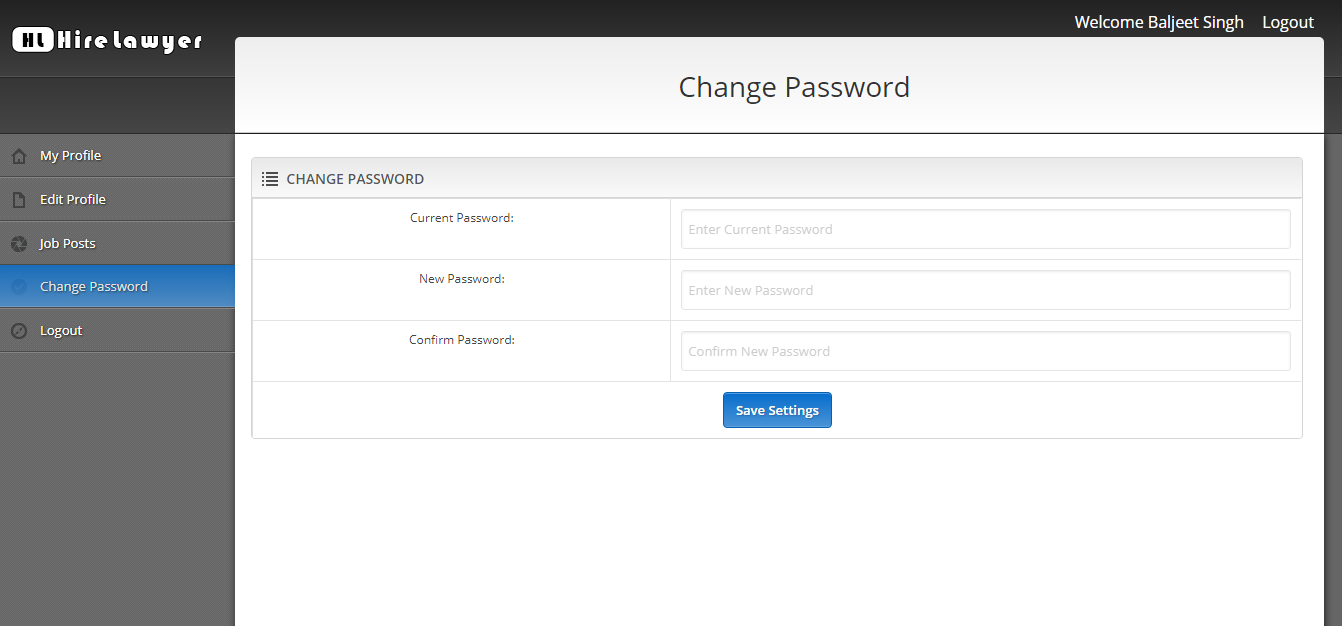 HL Hire Lawyer
Welcome Baljeet Singh Logout
Change Password
My Profile
Edit Profile
Job Posts
Change Password
Logout
CHANGE PASSWORD
Current Password: Enter Current Password
New Password: Enter New Password
Confirm Password: Confirm New Password
Save Settings